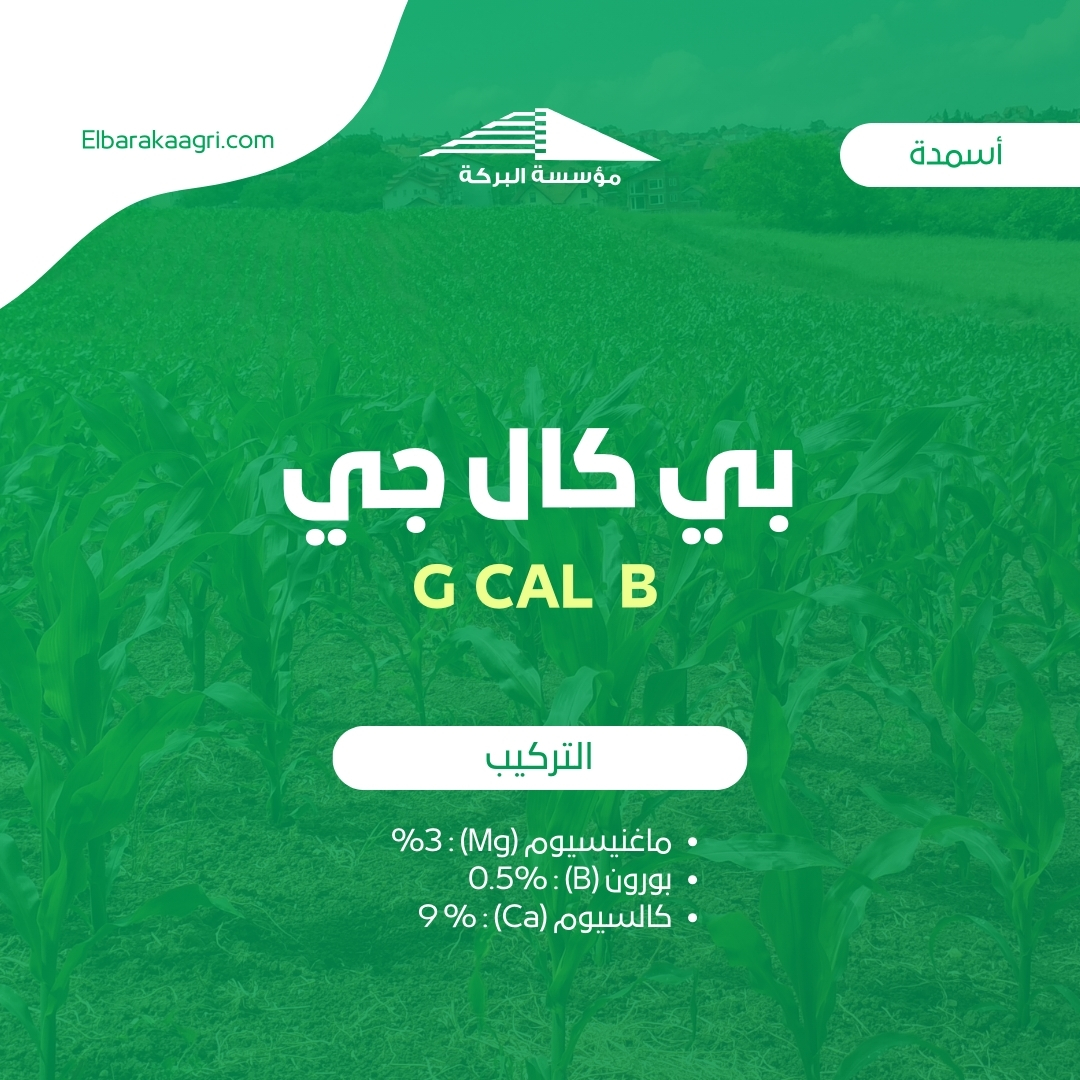 Elbarakaagri.com
مؤسسة البركة
أسمدة
بي كال جي
G CAL B
التركيب
• ماغنيسيوم (Mg) : 3%
• بورون (B) : 0.5%
• كالسيوم (Ca) : % 9